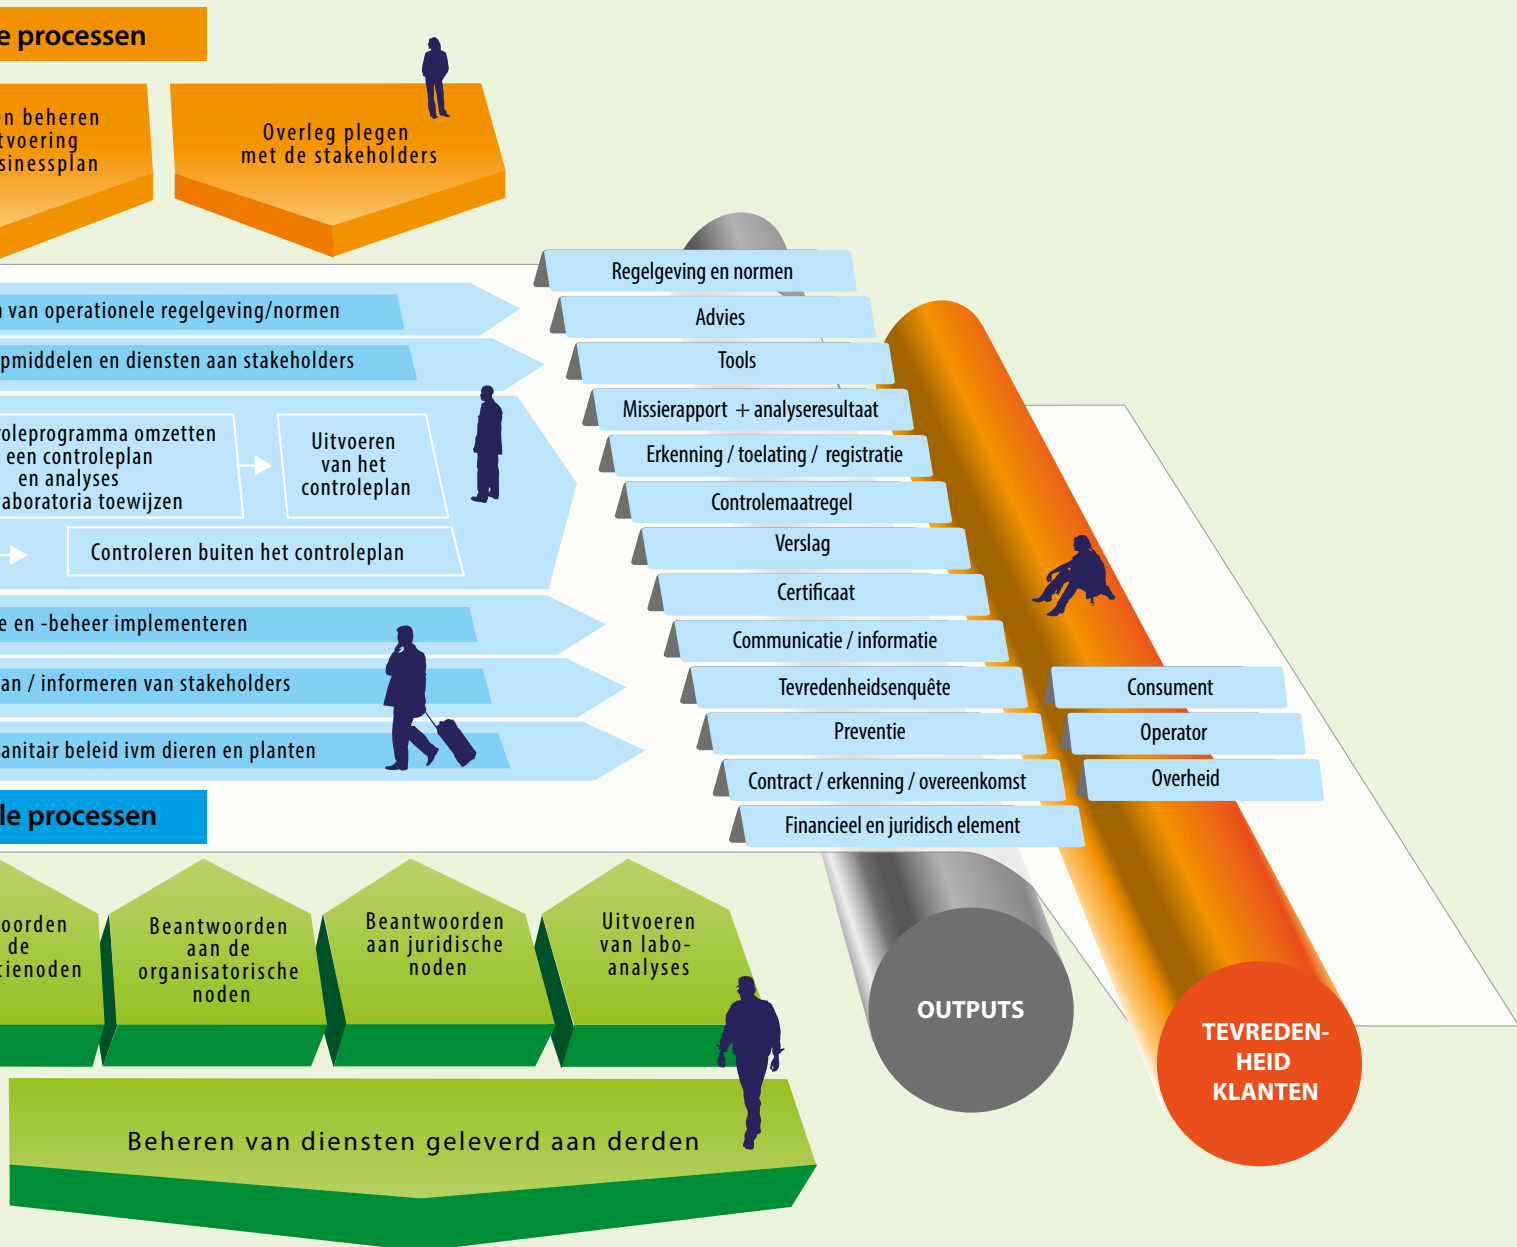 e processen
en beheren
tvoering
sinessplan
Overleg plegen
met de stakeholders
van operationele regelgeving/normen
pmiddelen en diensten aan stakeholders
roleprogramma omzetten
een controleplan
en analyses
aboratoria toewijzen
Uitvoeren
van het
controleplan
Controleren buiten het controleplan
e en -beheer implementeren
an / informeren van stakeholders
sanitair beleid ivm dieren en planten
le processen
Regelgeving en normen
Advies
Tools
Missierapport + analyseresultaat
Erkenning / toelating / registratie
Controlemaatregel
Verslag
Certificaat
Communicatie / informatie
Tevredenheidsenquête
Preventie
Contract / erkenning / overeenkomst
Financieel en juridisch element
Consument
Operator
Overheid
oorden
de
tienoden
Beantwoorden
aan de
organisatorische
noden
Beantwoorden
aan juridische
noden
Uitvoeren
van labo-
analyses
Beheren van diensten geleverd aan derden
OUTPUTS
TEVREDEN-
HEID
KLANTEN